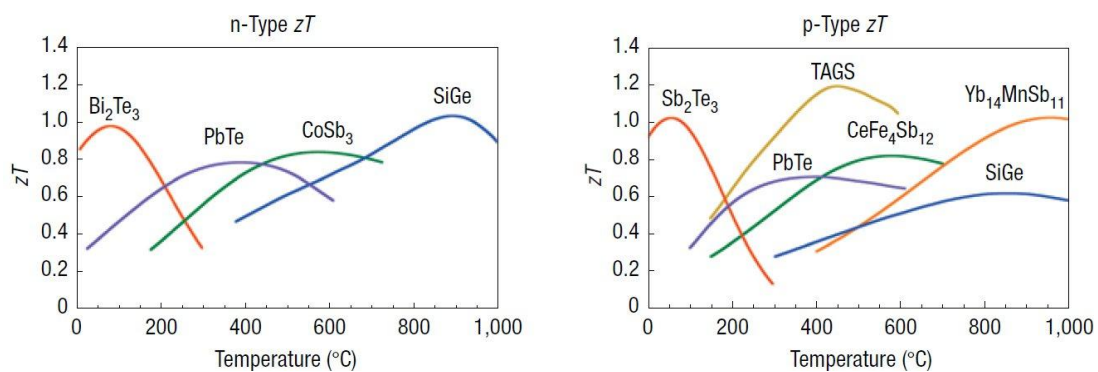 n-Type zT
1.4
1.2
1.0
0.8
0.6
0.4
0.2
0
zT
Bi₂Te₃
PbTe
CoSb₃
SiGe
0 200 400 600 800 1,000
Temperature (°C)
p-Type zT
1.4
1.2
1.0
0.8
0.6
0.4
0.2
0
zT
Sb₂Te₃
TAGS
PbTe
CeFe₄Sb₁₂
Yb₁₄MnSb₁₁
SiGe
0 200 400 600 800 1,000
Temperature (°C)